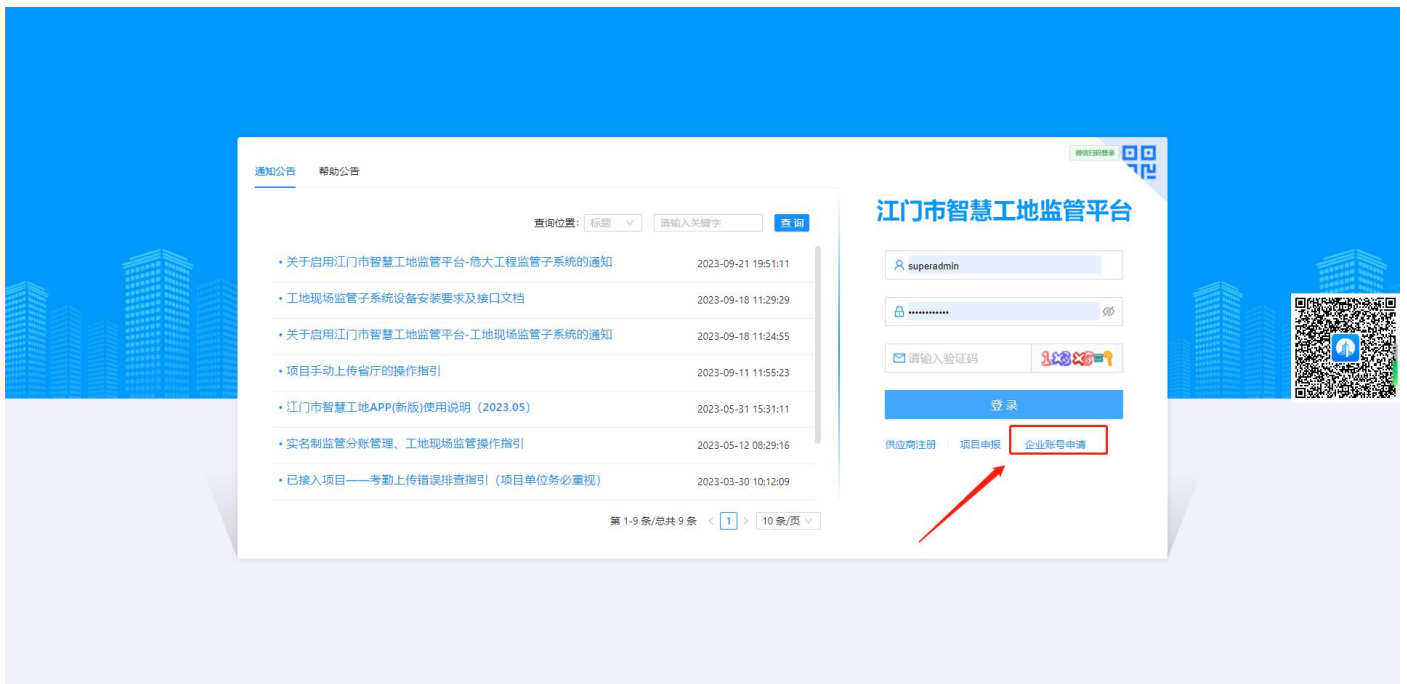 通知公告 帮助公告
查询位置: 标题 请输入关键字 查 询
• 关于启用江门市智慧工地监管平台-危大工程监管子系统的通知 2023-09-21 19:51:11
• 工地现场监管子系统设备安装要求及接口文档 2023-09-18 11:29:29
• 关于启用江门市智慧工地监管平台-工地现场监管子系统的通知 2023-09-18 11:24:55
• 项目手动上传省厅的操作指引 2023-09-11 11:55:23
• 江门市智慧工地APP(新版)使用说明（2023.05） 2023-05-31 15:31:11
• 实名制监管分账管理、工地现场监管操作指引 2023-05-12 08:29:16
• 已接入项目——考勤上传错误排查指引（项目单位务必重视） 2023-03-30 10:12:09
第 1-9 条/总共 9 条 < 1 > 10 条/页
微信扫码登录
江门市智慧工地监管平台
superadmin
••••••••••••
请输入验证码
登 录
供应商注册 项目申报 企业账号申请